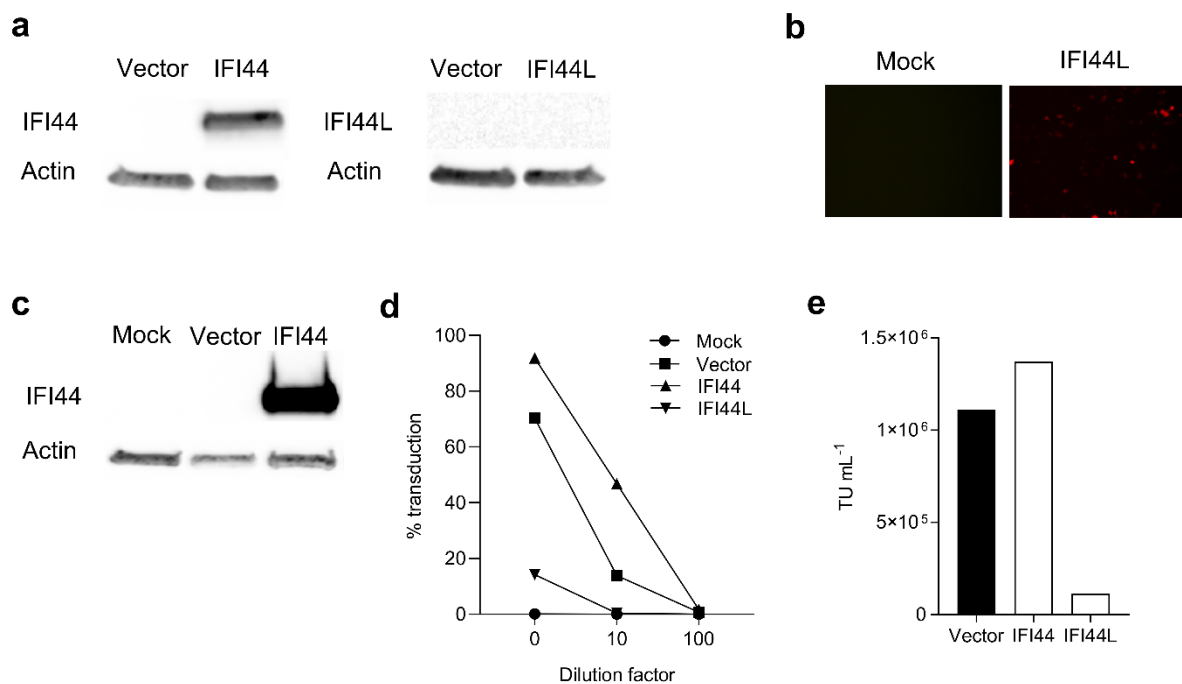 a
Vector IFI44
IFI44
Actin
Vector IFI44L
IFI44L
Actin
b
Mock IFI44L
c
Mock Vector IFI44
IFI44
Actin
d
100
80
60
40
20
0
% transduction
0 10 100
Dilution factor
Mock
Vector
IFI44
IFI44L
e
1.5×10⁶
1×10⁶
5×10⁵
0
TU mL⁻¹
Vector IFI44 IFI44L